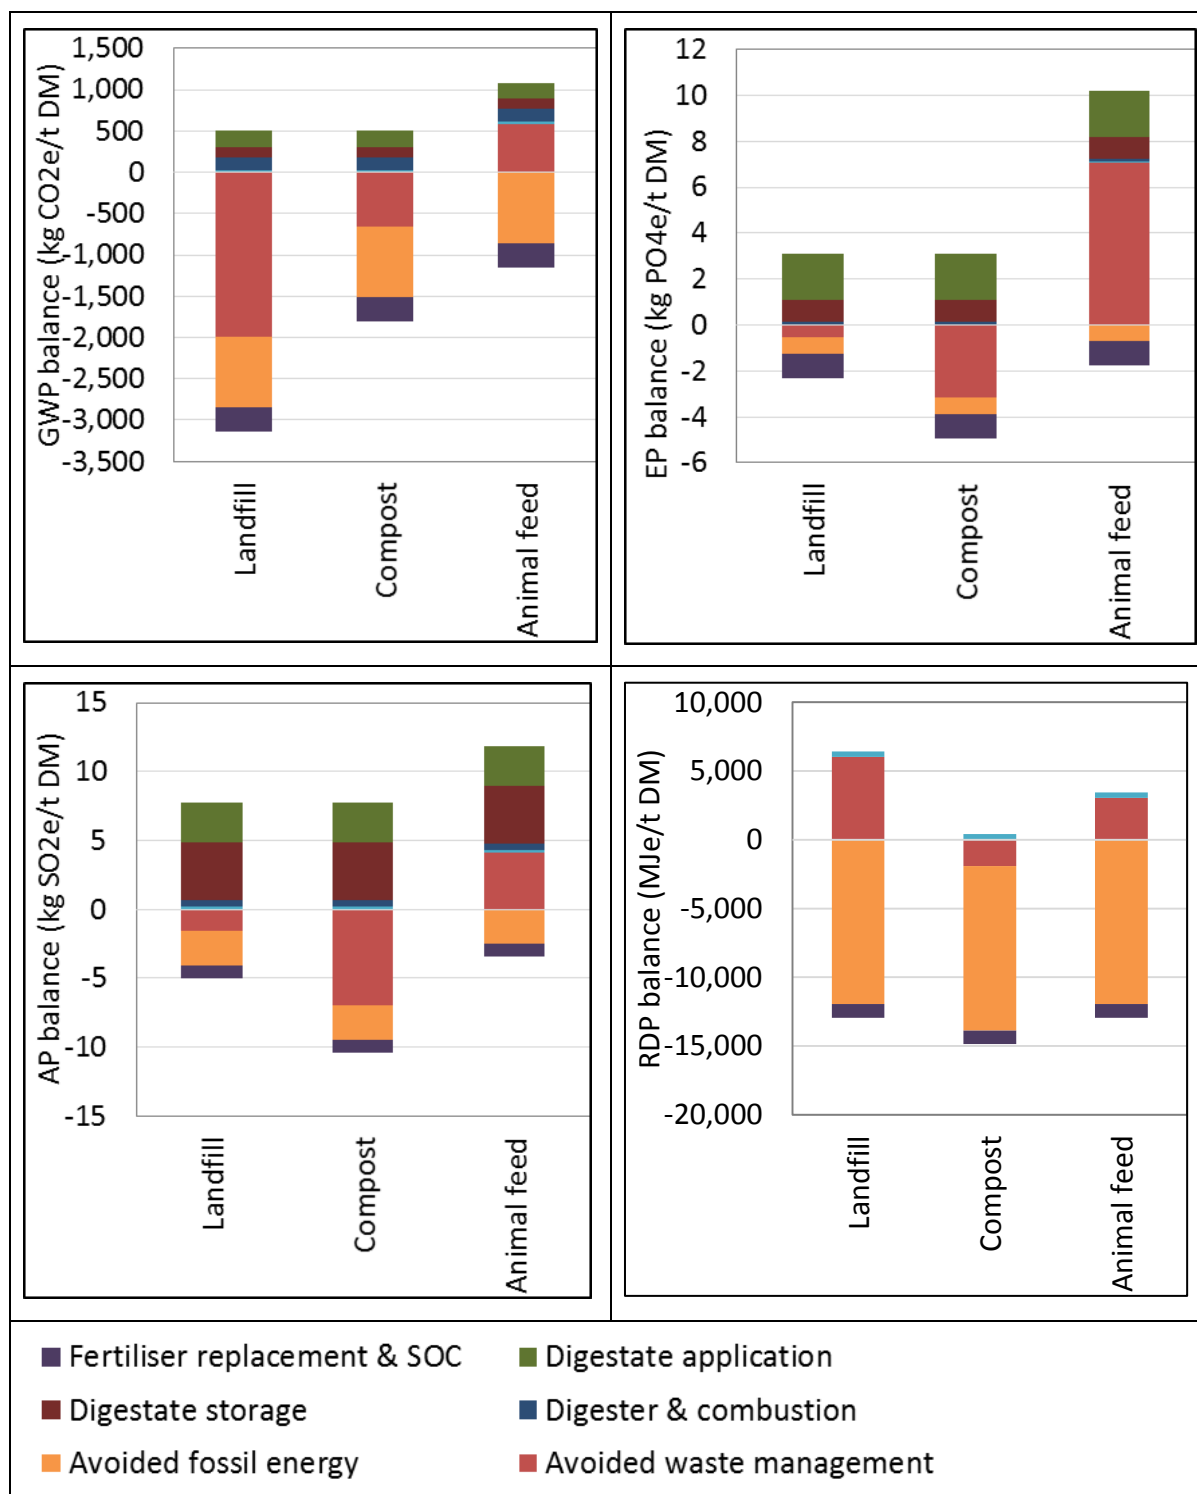 GWP balance (kg CO2e/t DM)
1,500
1,000
500
0
-500
-1,000
-1,500
-2,000
-2,500
-3,000
-3,500
Landfill
Compost
Animal feed
EP balance (kg PO4e/t DM)
12
10
8
6
4
2
0
-2
-4
-6
Landfill
Compost
Animal feed
AP balance (kg SO2e/t DM)
15
10
5
0
-5
-10
-15
Landfill
Compost
Animal feed
RDP balance (MJe/t DM)
10,000
5,000
0
-5,000
-10,000
-15,000
-20,000
Landfill
Compost
Animal feed
Fertiliser replacement & SOC
Digestate application
Digestate storage
Digester & combustion
Avoided fossil energy
Avoided waste management